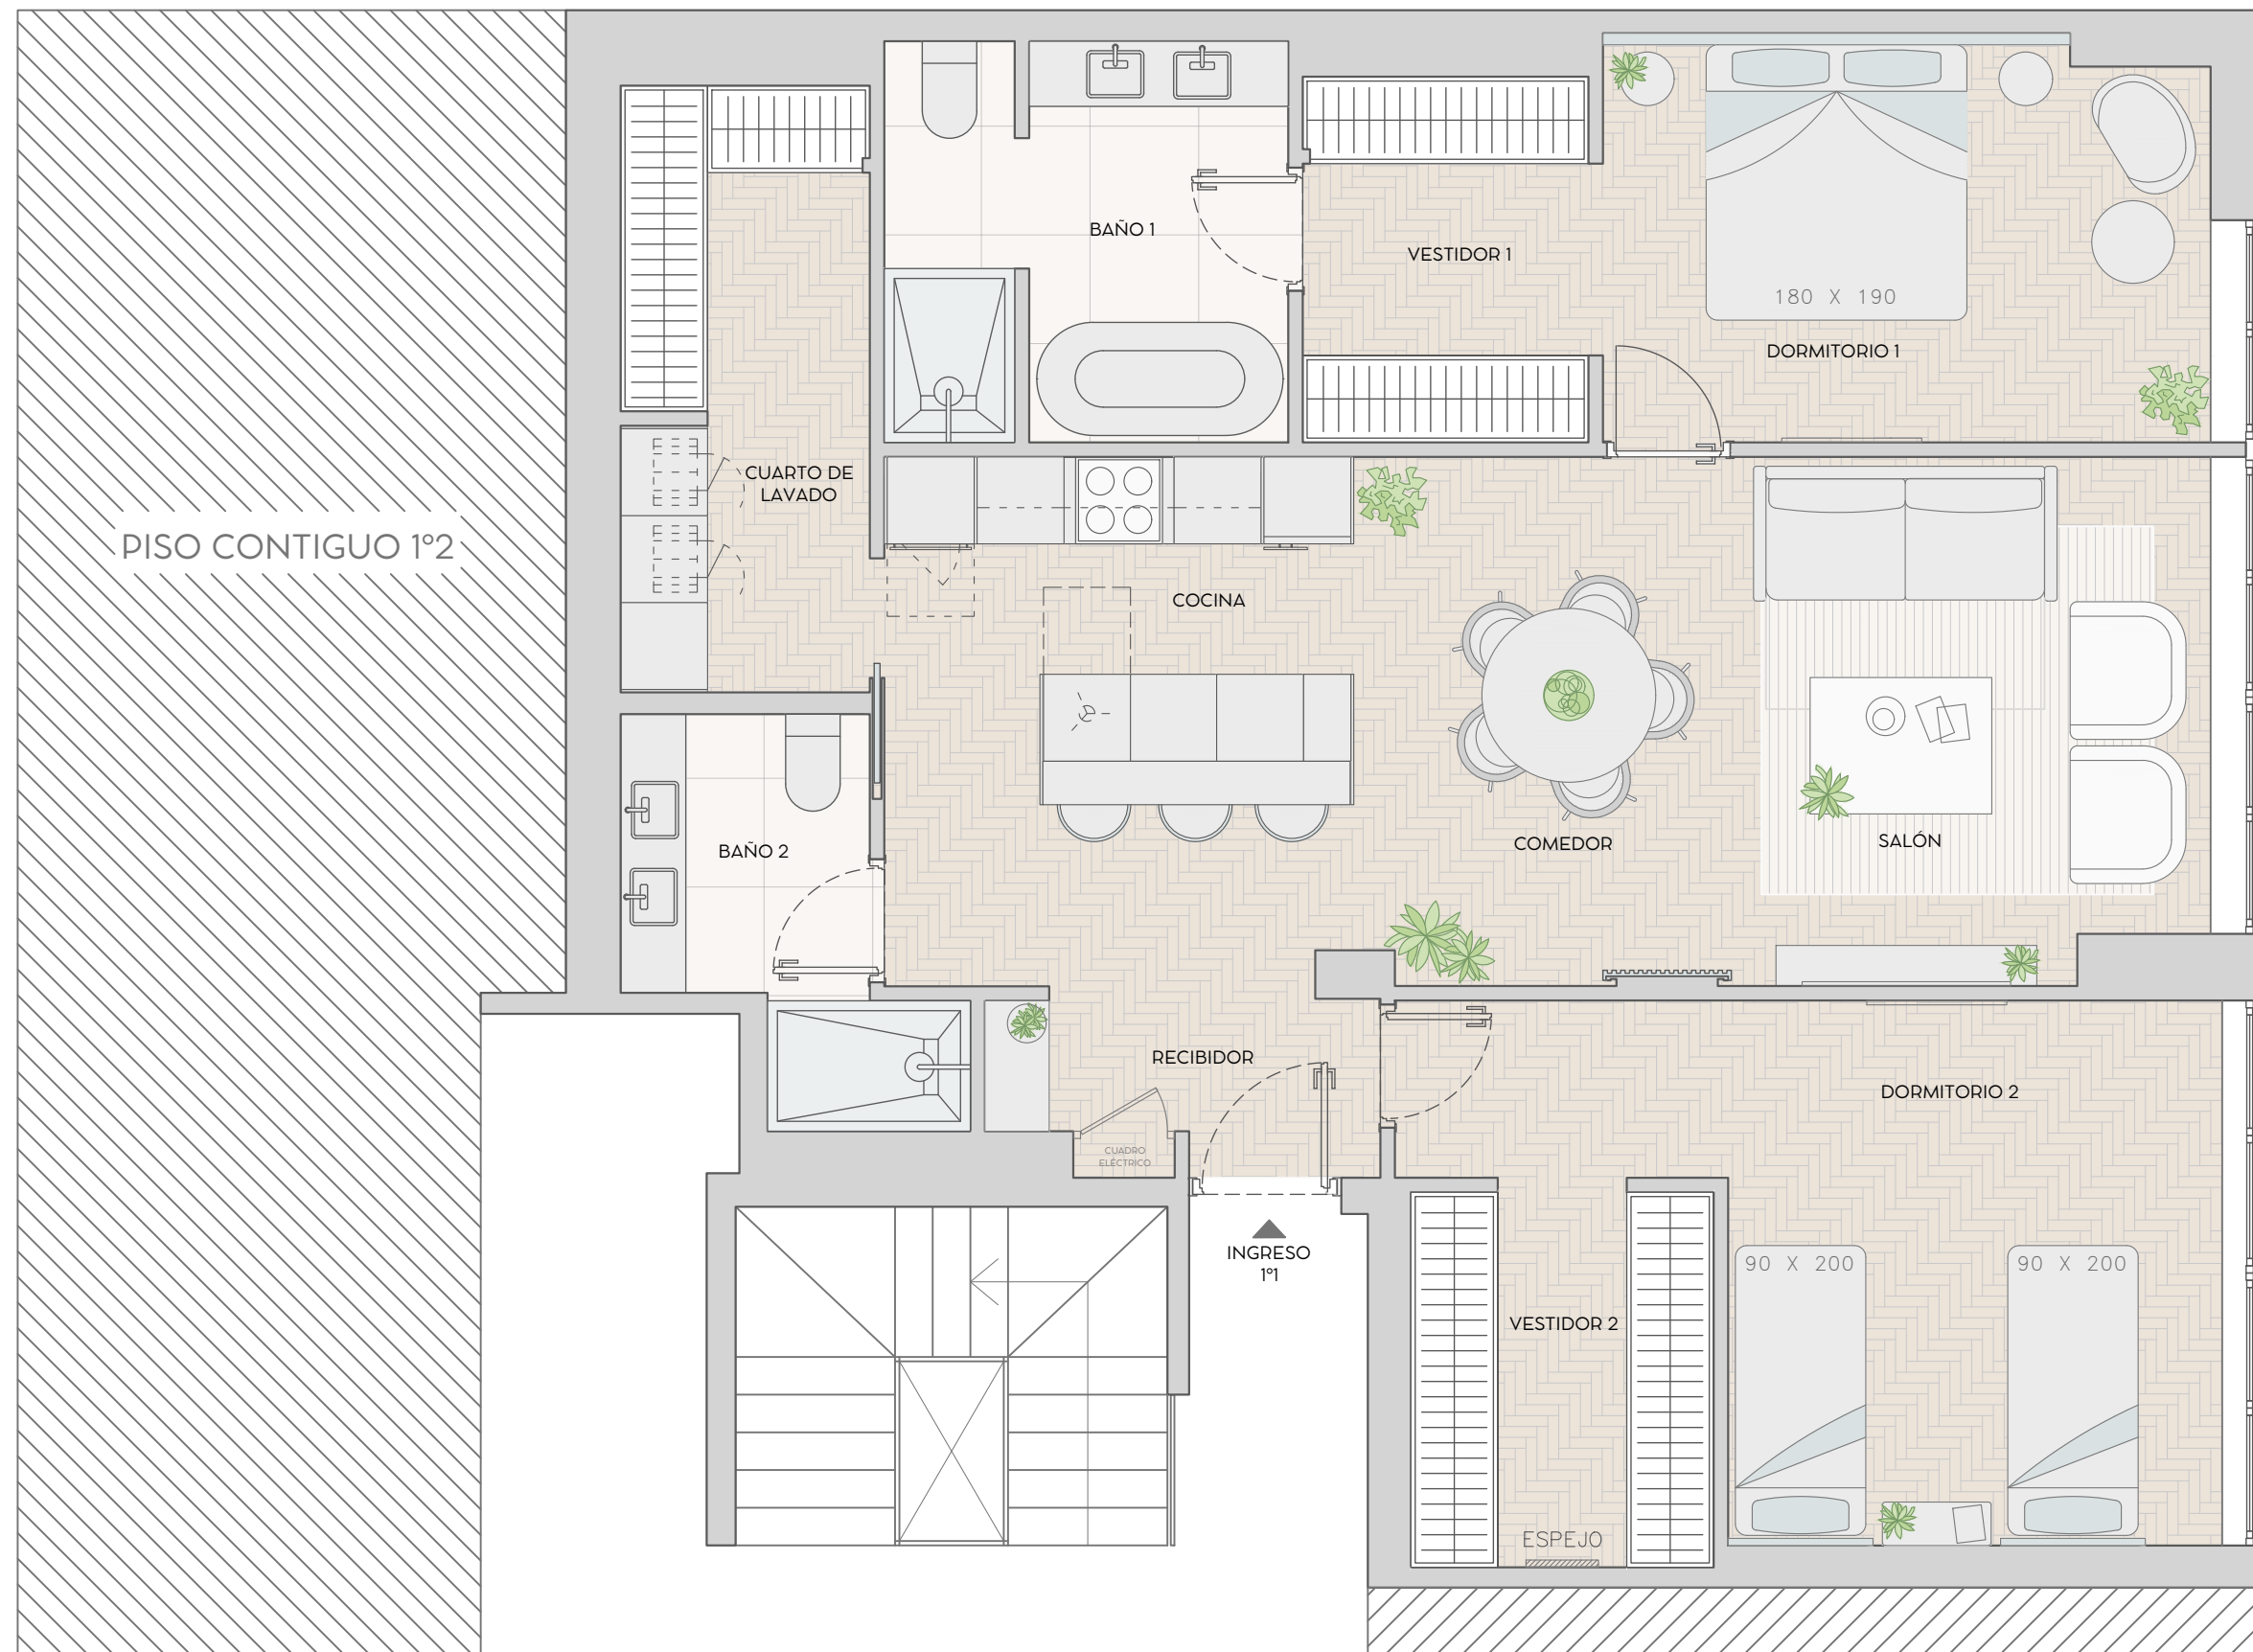 BAÑO 1
VESTIDOR 1
180 X 190
DORMITORIO 1
CUARTO DE
LAVADO
PISO CONTIGUO 1º2
COCINA
BAÑO 2
COMEDOR
SALÓN
RECIBIDOR
DORMITORIO 2
CUADRO
ELÉCTRICO
INGRESO
1º1
90 X 200
90 X 200
VESTIDOR 2
ESPEJO